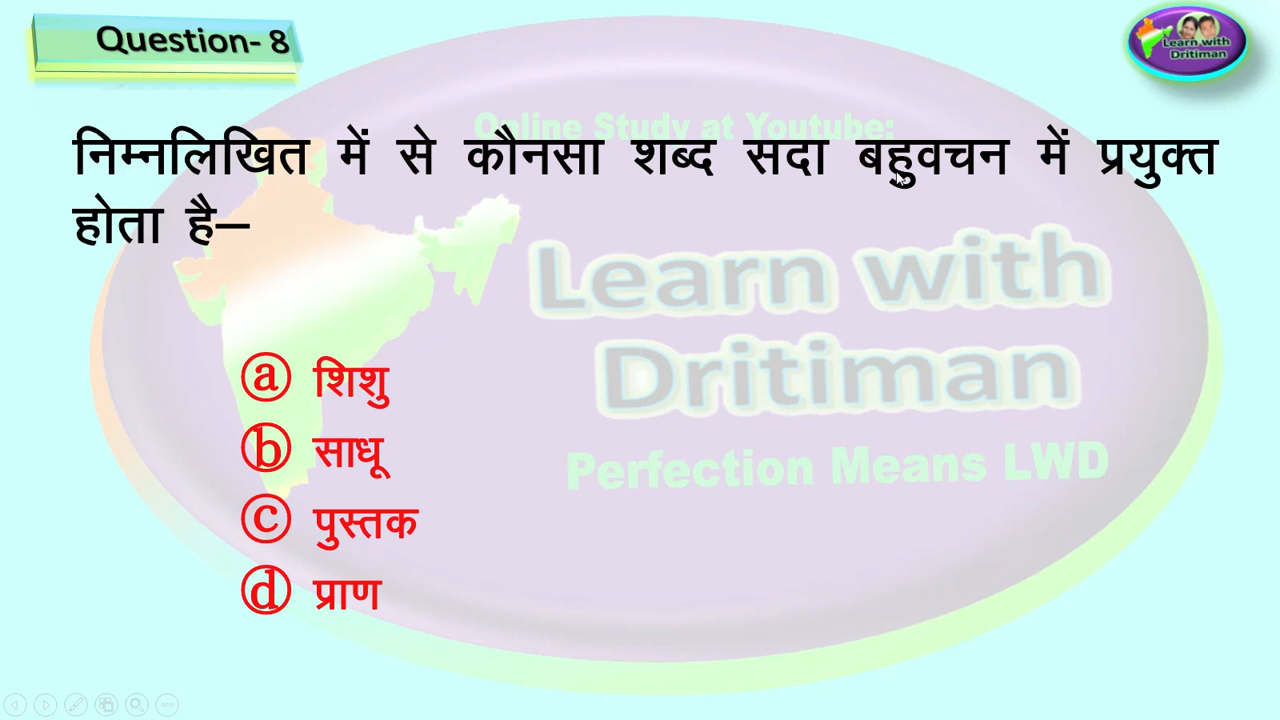 Question- 8
Learn with
Dritiman
Online Study at Youtube:
निम्नलिखित में से कौनसा शब्द सदा बहुवचन में प्रयुक्त
होता है–
Learn with
Dritiman
Perfection Means LWD
ⓐ शिशु
ⓑ साधू
ⓒ पुस्तक
ⓓ प्राण